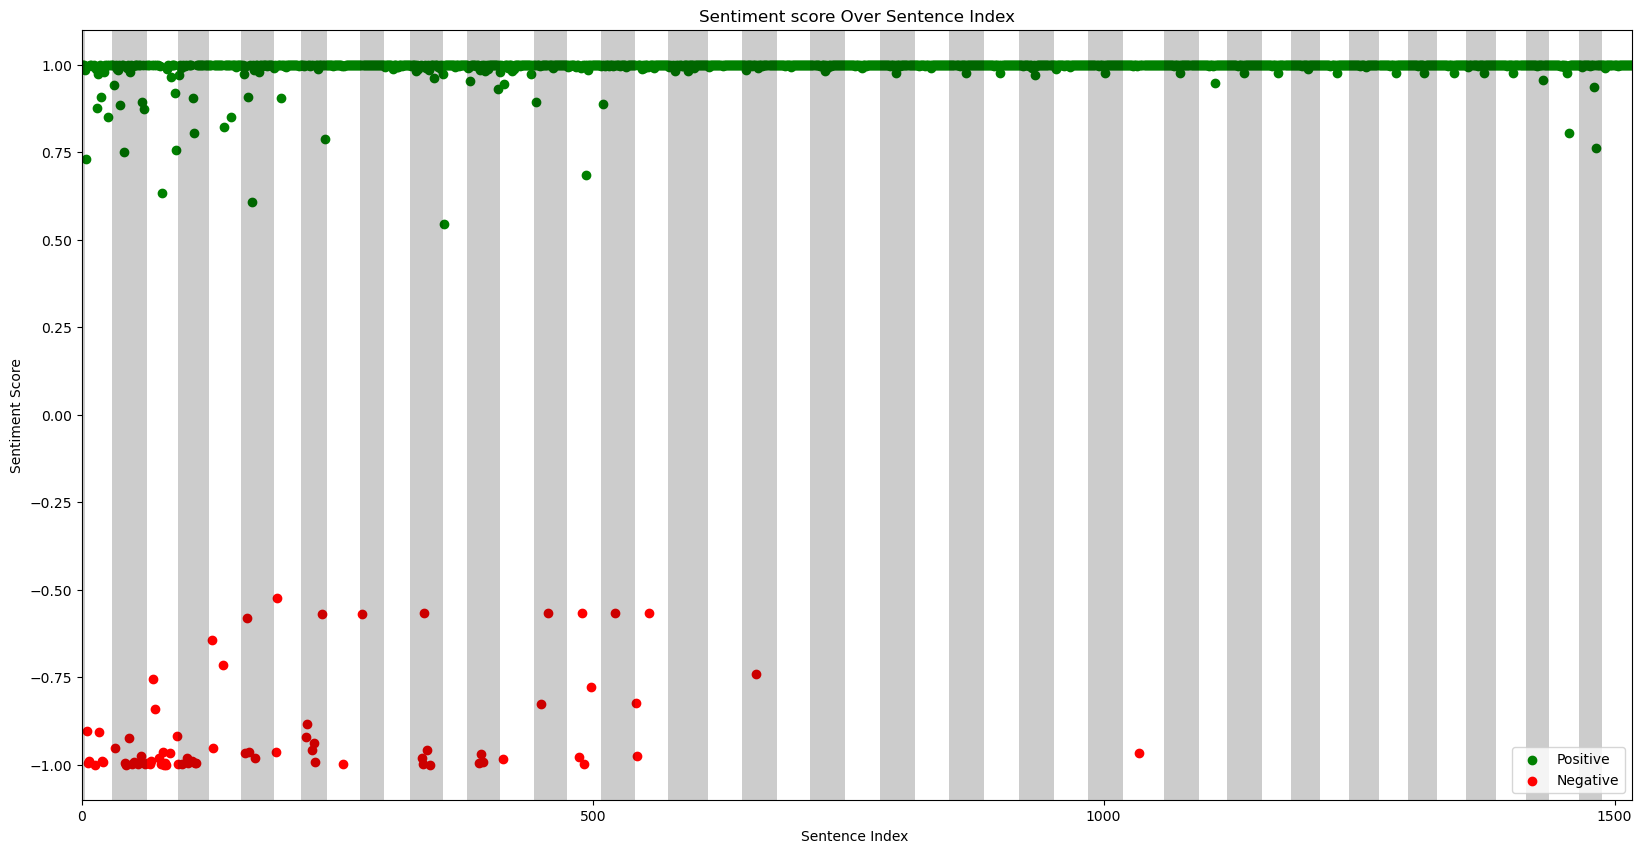 Sentiment score Over Sentence Index
1.00
0.75
0.50
0.25
0.00
−0.25
−0.50
−0.75
−1.00
Sentiment Score
Positive
Negative
0 500 1000 1500
Sentence Index